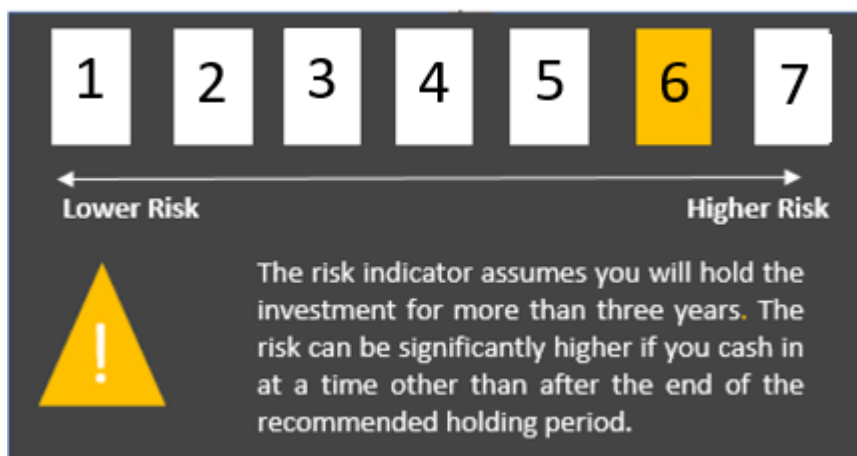 1 2 3 4 5 6 7
Lower Risk Higher Risk
!
The risk indicator assumes you will hold the
investment for more than three years. The
risk can be significantly higher if you cash in
at a time other than after the end of the
recommended holding period.